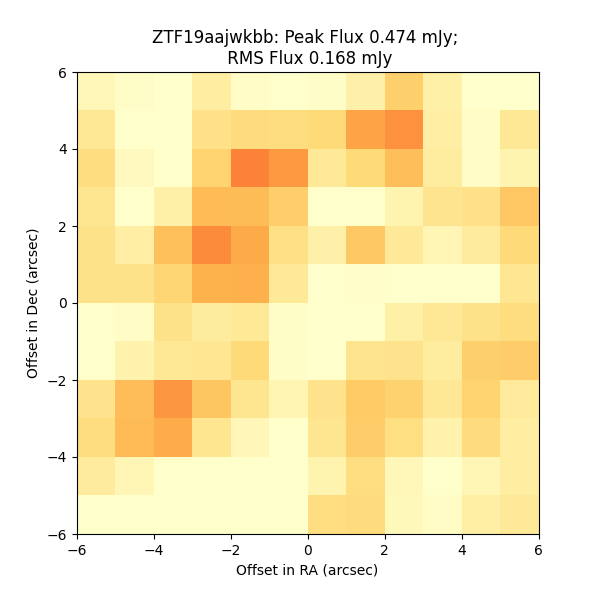 ZTF19aajwkbb: Peak Flux 0.474 mJy;
RMS Flux 0.168 mJy
6
4
2
0
−2
−4
−6
Offset in Dec (arcsec)
−6 −4 −2 0 2 4 6
Offset in RA (arcsec)